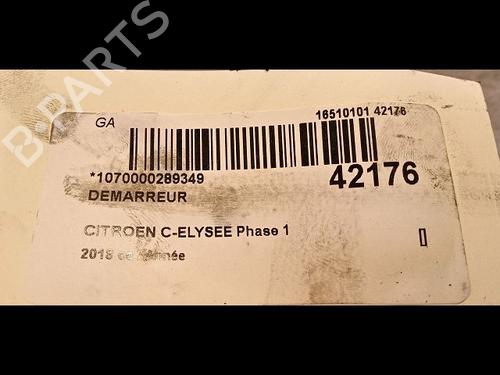 GA
16510101 42176
*1070000289349
42176
DEMARREUR
CITROEN C-ELYSEE Phase 1
2018
B-PARTS